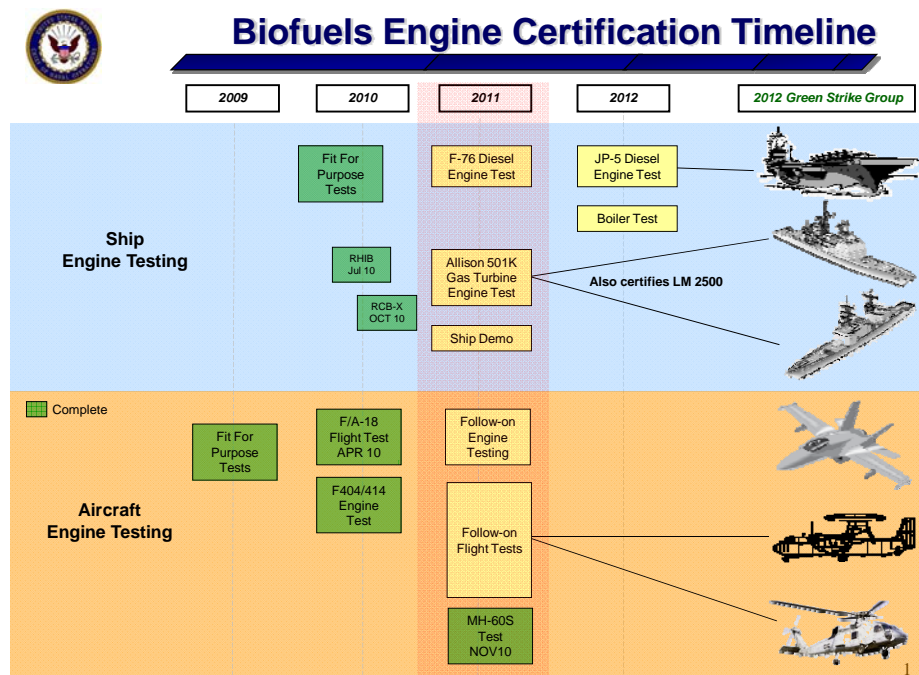 Biofuels Engine Certification Timeline
2009
2010
2011
2012
2012 Green Strike Group
Ship
Engine Testing
Fit For
Purpose
Tests
RHIB
Jul 10
RCB-X
OCT 10
F-76 Diesel
Engine Test
Allison 501K
Gas Turbine
Engine Test
Ship Demo
JP-5 Diesel
Engine Test
Boiler Test
Also certifies LM 2500
Complete
Aircraft
Engine Testing
Fit For
Purpose
Tests
F/A-18
Flight Test
APR 10
F404/414
Engine
Test
Follow-on
Engine
Testing
Follow-on
Flight Tests
MH-60S
Test
NOV10
1